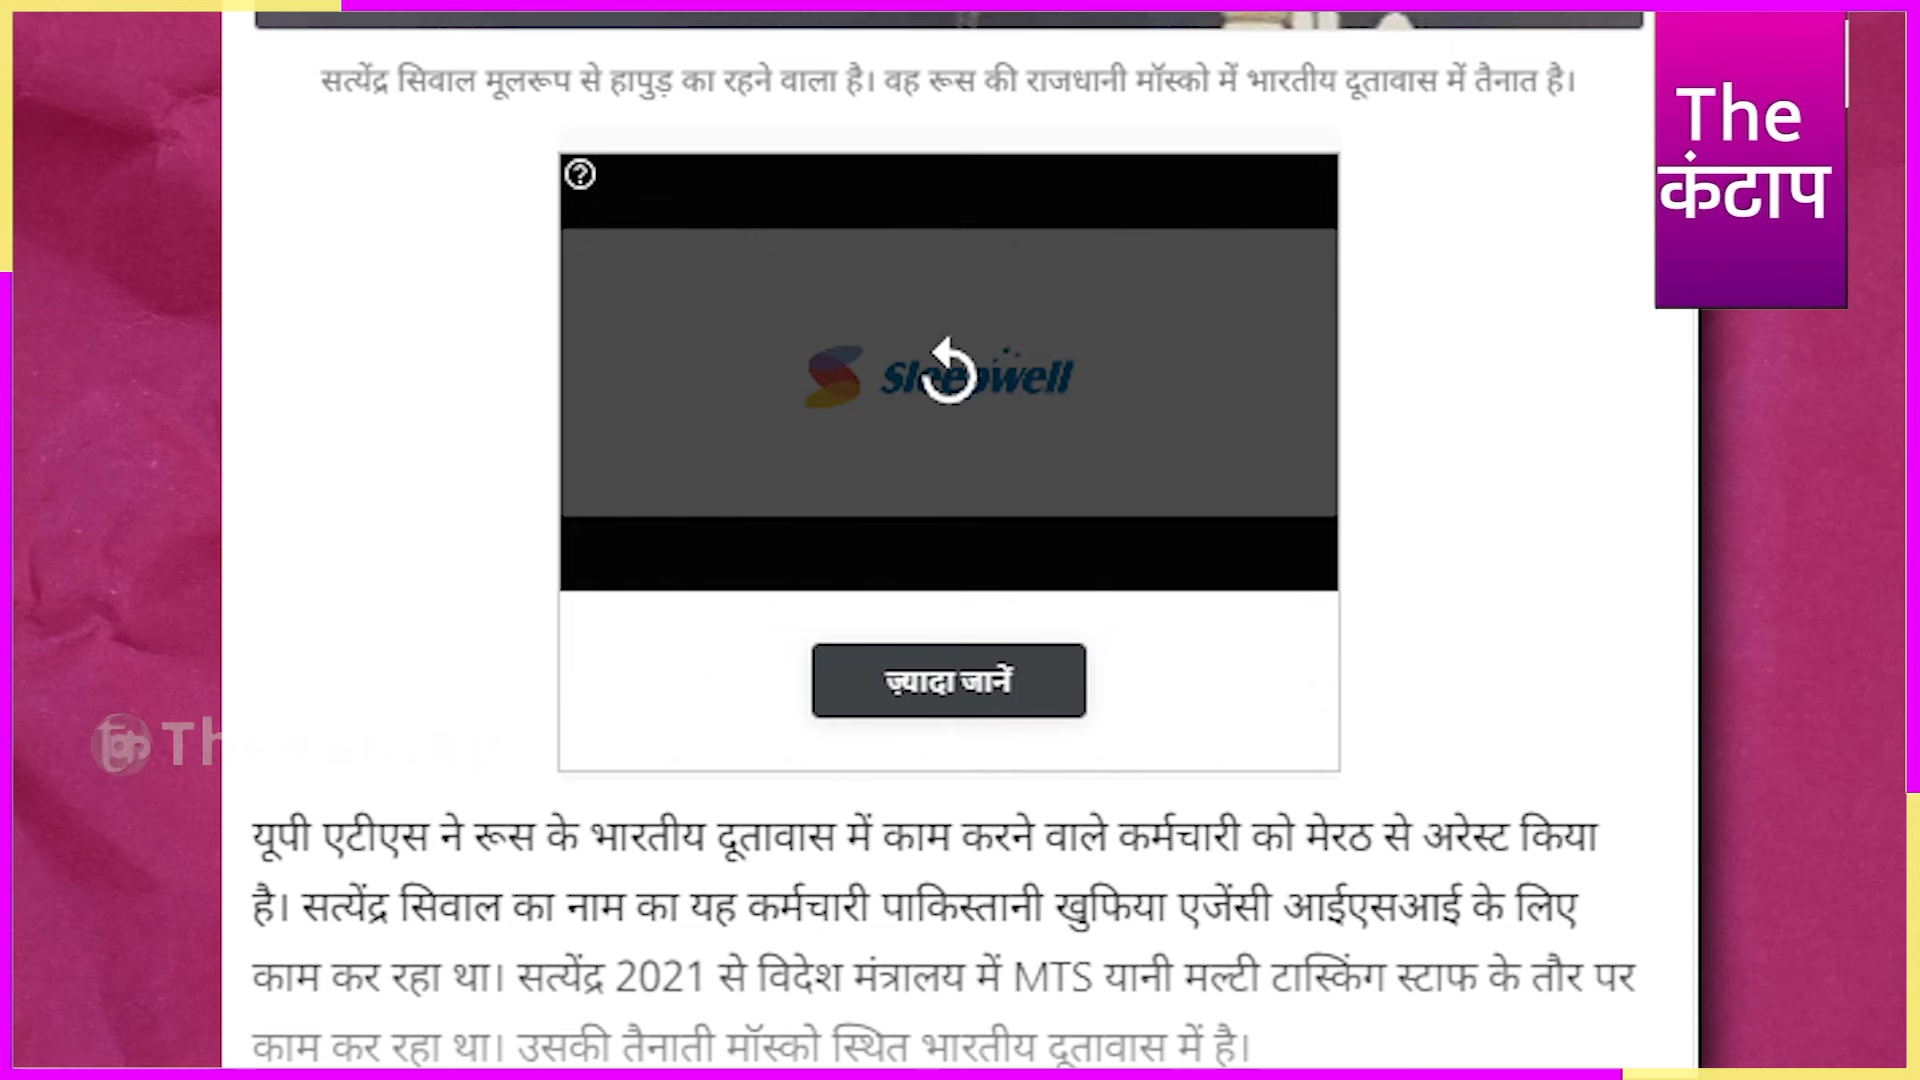 सत्येंद्र सिवाल मूलरूप से हापुड़ का रहने वाला है। वह रूस की राजधानी मॉस्को में भारतीय दूतावास में तैनात है।
The
कंटाप
Sleepwell
ज़्यादा जानें
यूपी एटीएस ने रूस के भारतीय दूतावास में काम करने वाले कर्मचारी को मेरठ से अरेस्ट किया
है। सत्येंद्र सिवाल का नाम का यह कर्मचारी पाकिस्तानी खुफिया एजेंसी आईएसआई के लिए
काम कर रहा था। सत्येंद्र 2021 से विदेश मंत्रालय में MTS यानी मल्टी टास्किंग स्टाफ के तौर पर
काम कर रहा था। उसकी तैनाती मॉस्को स्थित भारतीय दूतावास में है।